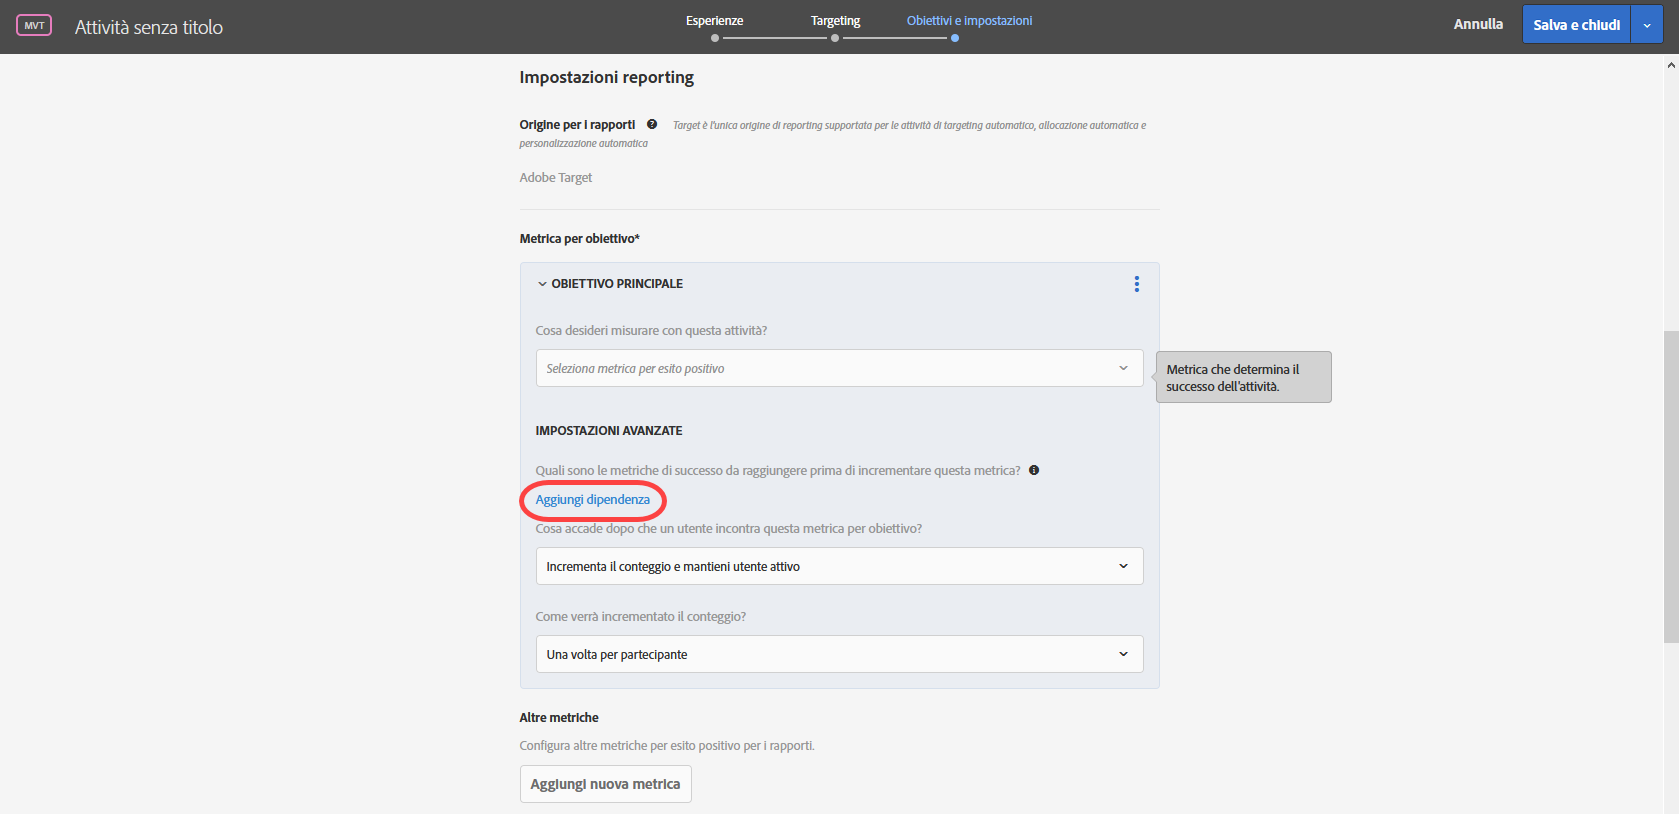 MVT
Attività senza titolo
Esperienze
Targeting
Obiettivi e impostazioni
Annulla
Salva e chiudi
Impostazioni reporting
Origine per i rapporti Target è l'unica origine di reporting supportata per le attività di targeting automatico, allocazione automatica e
personalizzazione automatica
Adobe Target
Metrica per obiettivo*
OBIETTIVO PRINCIPALE
Cosa desideri misurare con questa attività?
Seleziona metrica per esito positivo
Metrica che determina il
successo dell'attività.
IMPOSTAZIONI AVANZATE
Quali sono le metriche di successo da raggiungere prima di incrementare questa metrica?
Aggiungi dipendenza
Cosa accade dopo che un utente incontra questa metrica per obiettivo?
Incrementa il conteggio e mantieni utente attivo
Come verrà incrementato il conteggio?
Una volta per partecipante
Altre metriche
Configura altre metriche per esito positivo per i rapporti.
Aggiungi nuova metrica